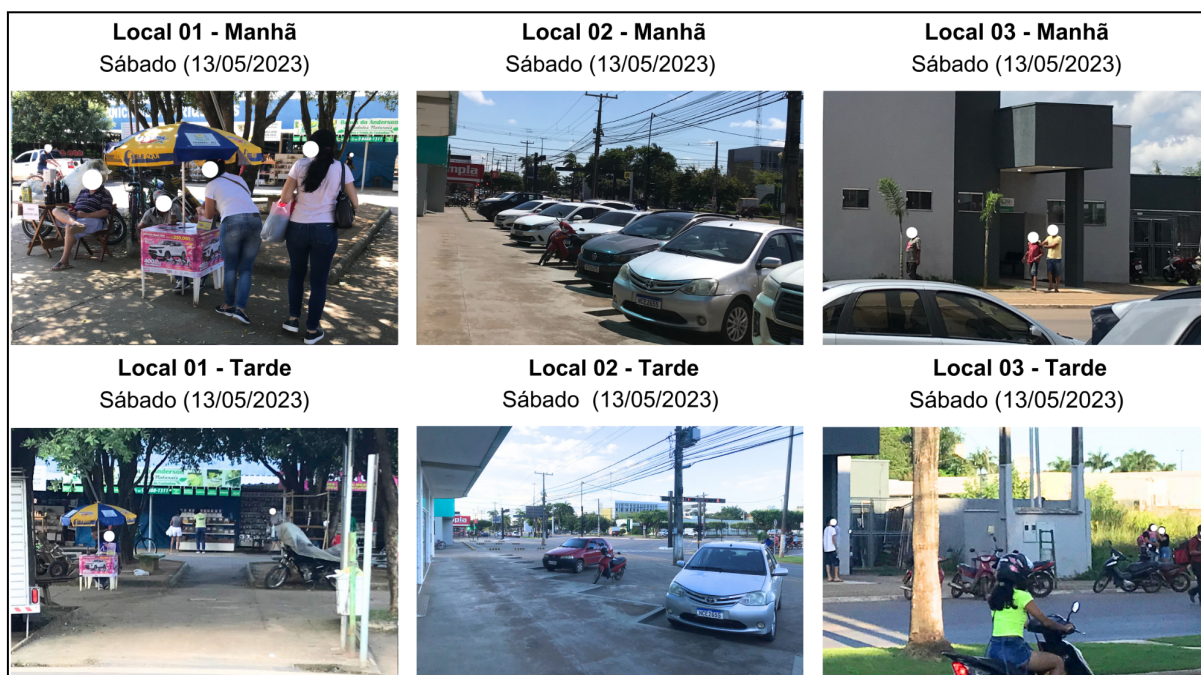 Local 01 - Manhã
Sábado (13/05/2023)
Local 02 - Manhã
Sábado (13/05/2023)
Local 03 - Manhã
Sábado (13/05/2023)
mpla
Local 01 - Tarde
Sábado (13/05/2023)
Local 02 - Tarde
Sábado (13/05/2023)
Local 03 - Tarde
Sábado (13/05/2023)
mpla